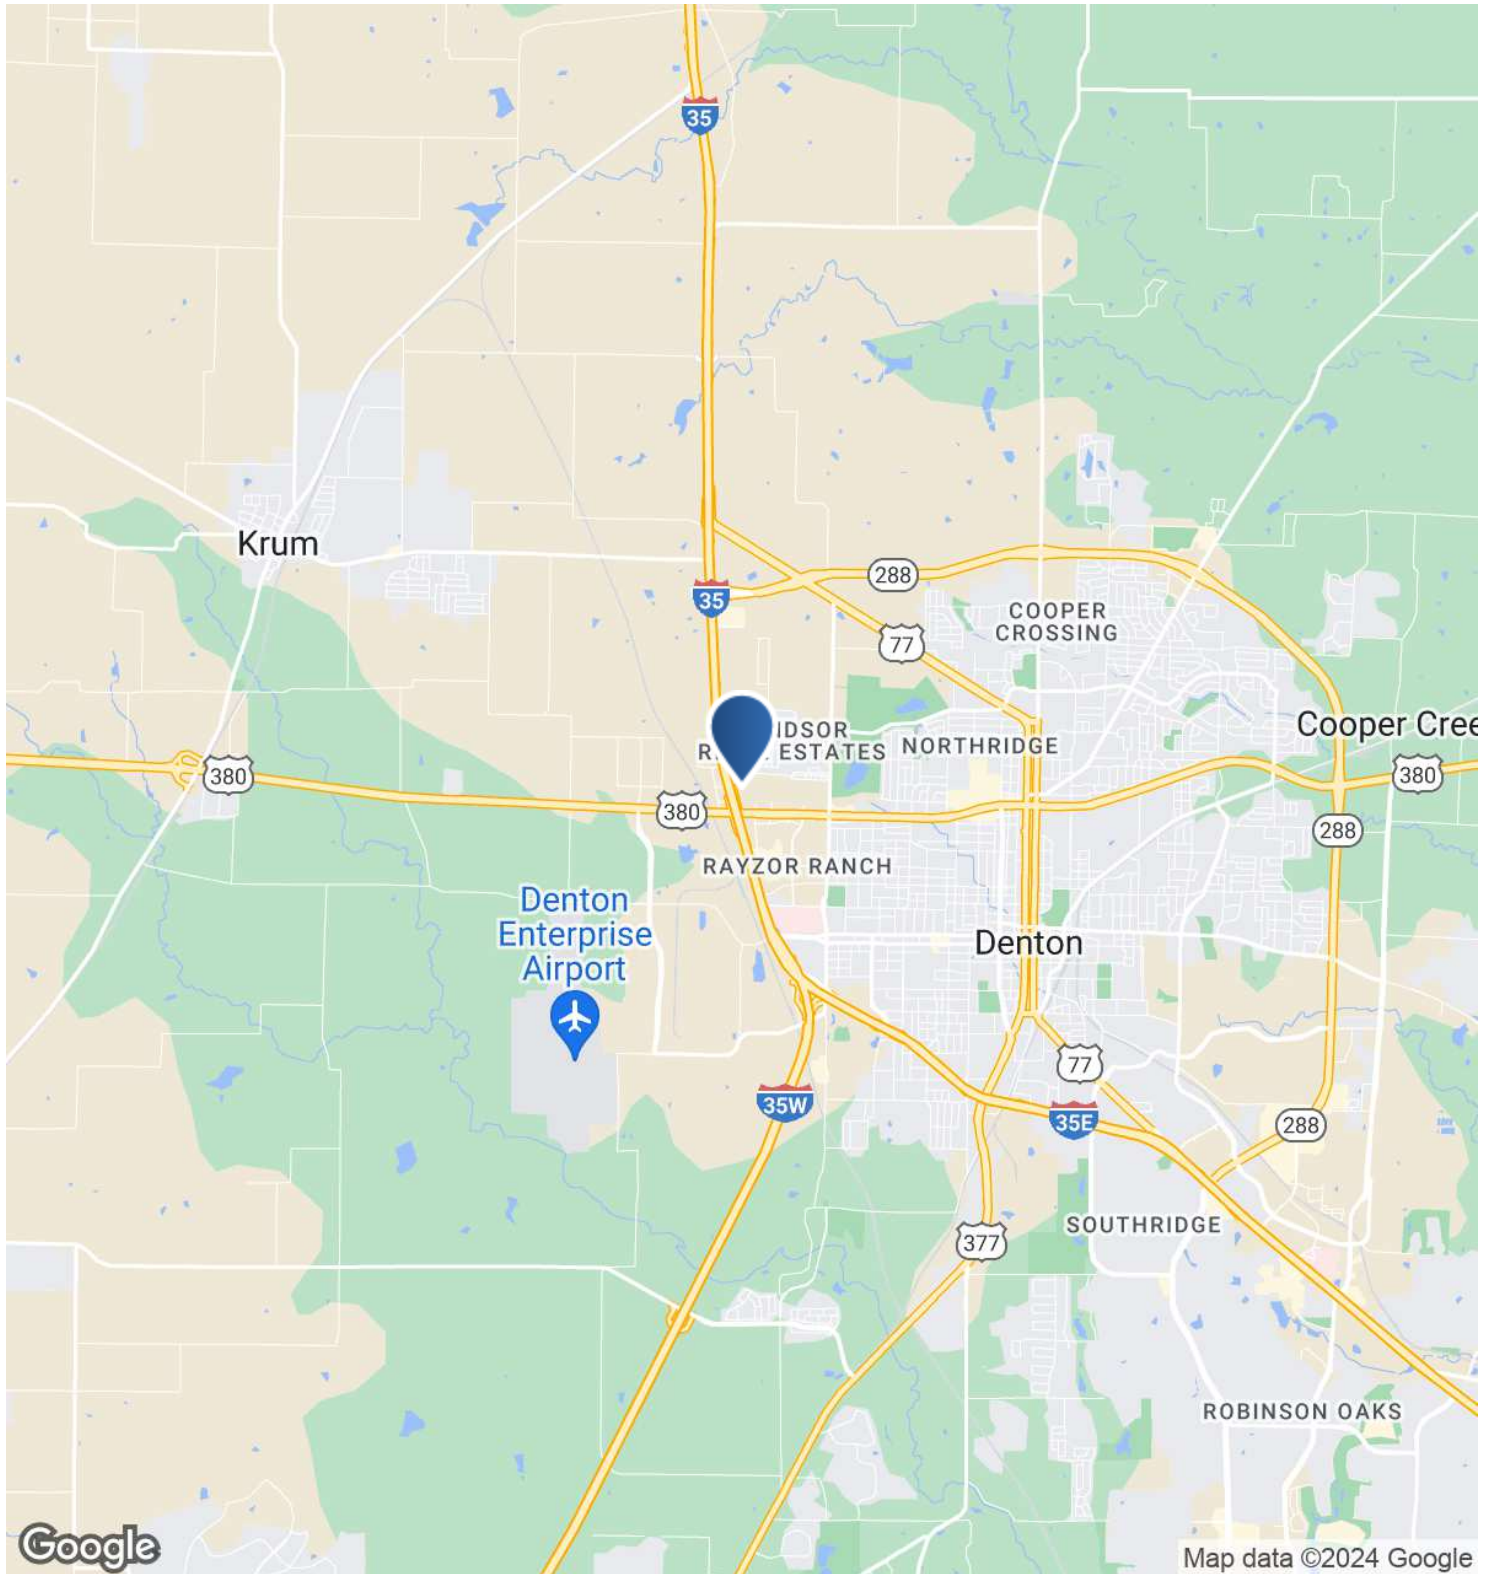 35
Krum
288
35
COOPER
CROSSING
77
IDSOR
ESTATES
NORTHRIDGE
Cooper Cree
380
380
380
288
RAYZOR RANCH
Denton
Enterprise
Airport
Denton
77
35W
35E
288
SOUTHRIDGE
377
ROBINSON OAKS
Google
Map data ©2024 Google